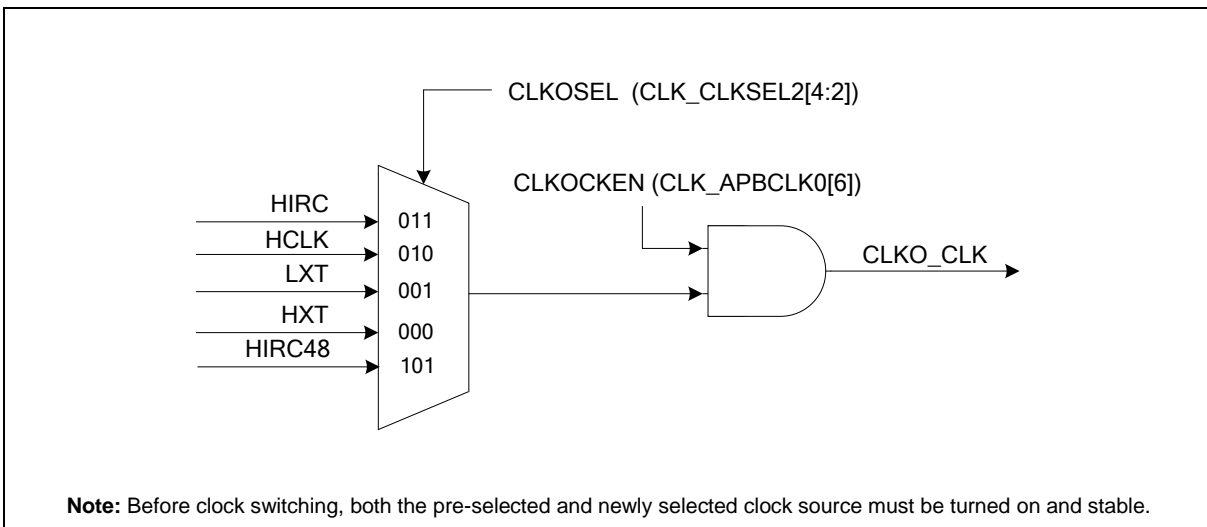 CLKOSEL (CLK_CLKSEL2[4:2])
CLKOCKEN (CLK_APBCLK0[6])
HIRC
011
HCLK
010
CLKO_CLK
LXT
001
HXT
000
HIRC48
101
Note: Before clock switching, both the pre-selected and newly selected clock source must be turned on and stable.